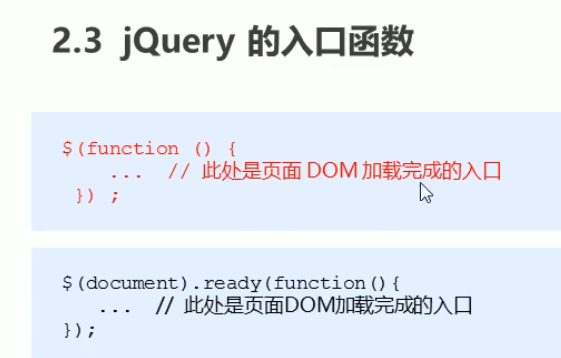 2.3 jQuery 的入口函数
$(function () {
... // 此处是页面 DOM 加载完成的入口
}) ;
$(document).ready(function(){
... // 此处是页面DOM加载完成的入口
});